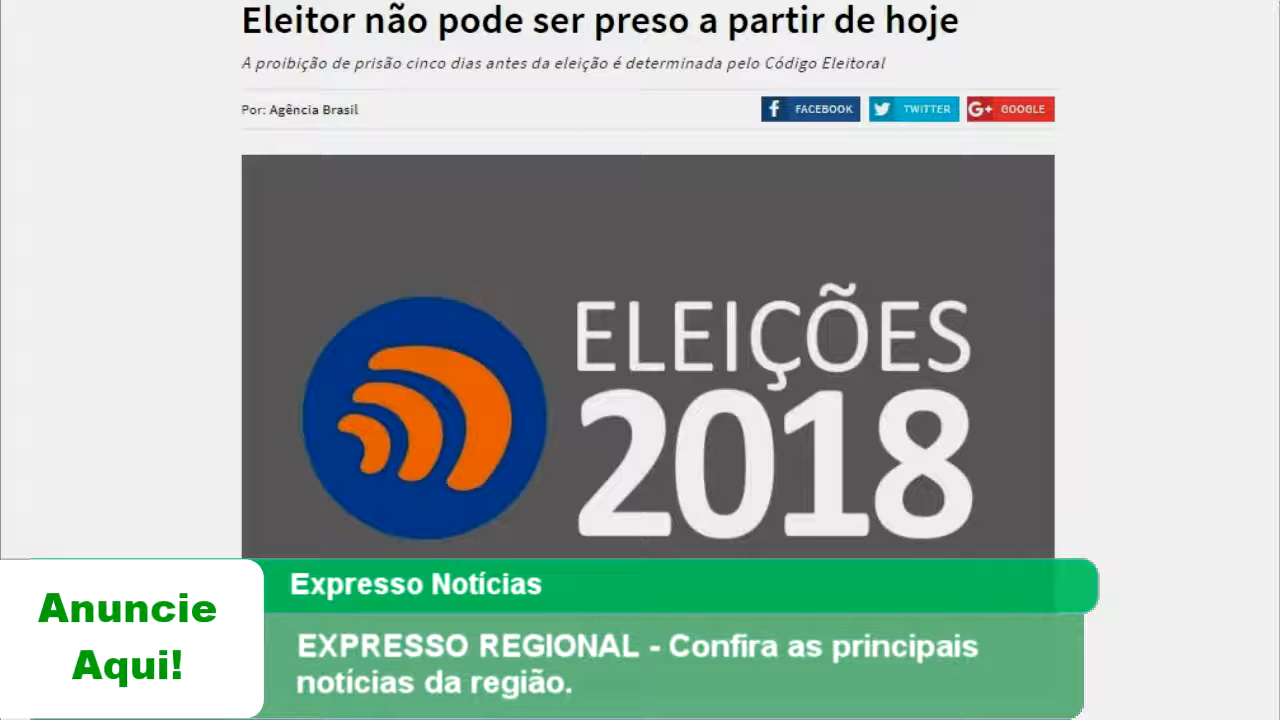 Eleitor não pode ser preso a partir de hoje
A proibição de prisão cinco dias antes da eleição é determinada pelo Código Eleitoral
Por: Agência Brasil
FACEBOOK
TWITTER
GOOGLE
ELEIÇÕES
2018
Expresso Notícias
Anuncie
Aqui!
EXPRESSO REGIONAL - Confira as principais
notícias da região.